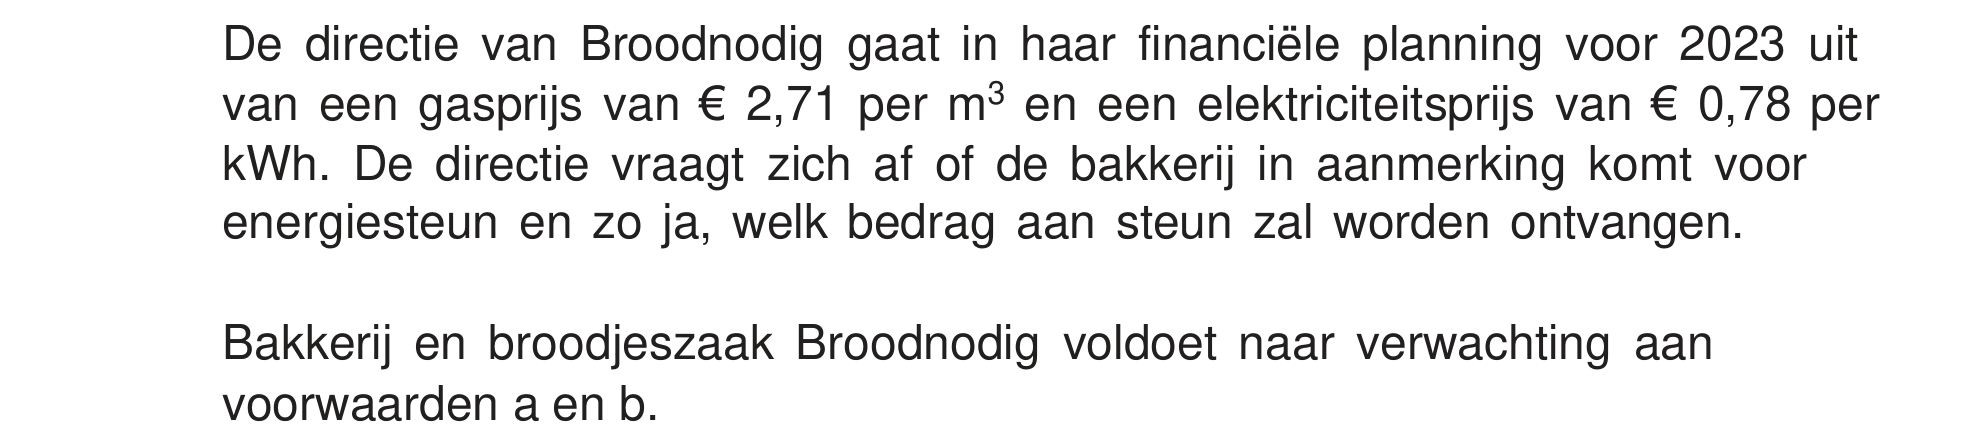 De directie van Broodnodig gaat in haar financiële planning voor 2023 uit
van een gasprijs van € 2,71 per m³ en een elektriciteitsprijs van € 0,78 per
kWh. De directie vraagt zich af of de bakkerij in aanmerking komt voor
energiesteun en zo ja, welk bedrag aan steun zal worden ontvangen.
Bakkerij en broodjeszaak Broodnodig voldoet naar verwachting aan
voorwaarden a en b.